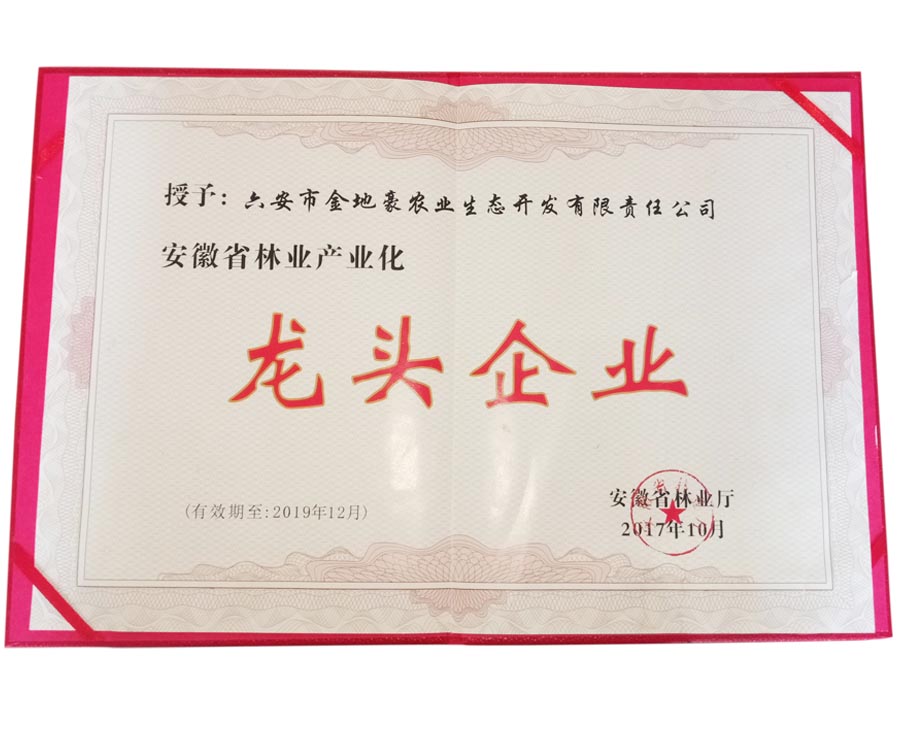 授予：六安市金地豪农业生态开发有限责任公司
安徽省林业产业化
龙头企业
(有效期至:2019年12月)
安徽省林业厅
2017年10月